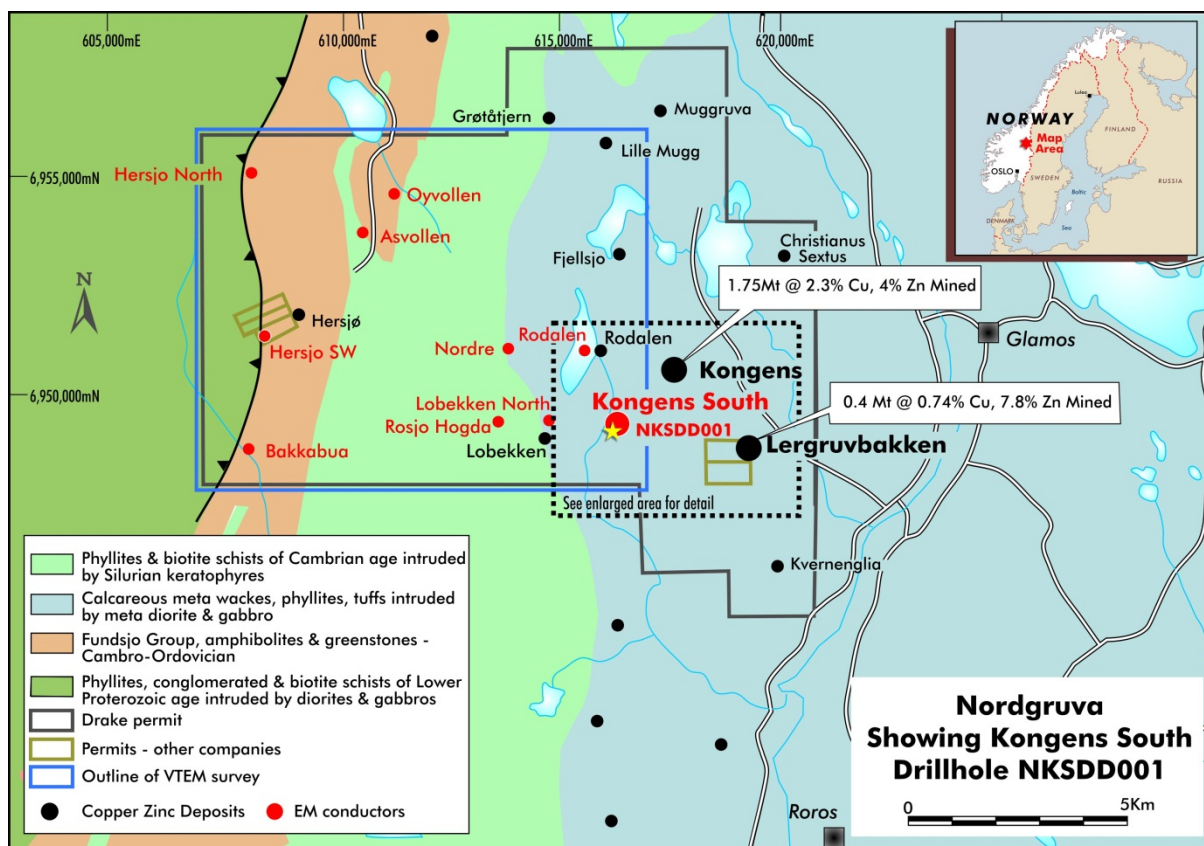 605,000mE
610,000mE
615,000mE
620,000mE
6,955,000mN
6,950,000mN
N
Grøtåtjern
Muggruva
Lille Mugg
Hersjo North
Oyvollen
Asvollen
Fjellsjo
Christianus
Sextus
1.75Mt @ 2.3% Cu, 4% Zn Mined
Hersjø
Hersjo SW
Nordre
Rodalen
Rodalen
Kongens
Glamos
Lobekken North
Rosjo Hogda
Lobekken
Kongens South
NKSDD001
0.4 Mt @ 0.74% Cu, 7.8% Zn Mined
Lergruvbakken
Bakkabua
See enlarged area for detail
Kvernenglia
Roros
NORWAY
Map
Area
OSLO
SWEDEN
FINLAND
RUSSIA
DENMARK
Baltic
Sea
Lulea
Phyllites & biotite schists of Cambrian age intruded
by Silurian keratophyres
Calcareous meta wackes, phyllites, tuffs intruded
by meta diorite & gabbro
Fundsjo Group, amphibolites & greenstones -
Cambro-Ordovician
Phyllites, conglomerated & biotite schists of Lower
Proterozoic age intruded by diorites & gabbros
Drake permit
Permits - other companies
Outline of VTEM survey
Copper Zinc Deposits
EM conductors
Nordgruva
Showing Kongens South
Drillhole NKSDD001
0
5Km